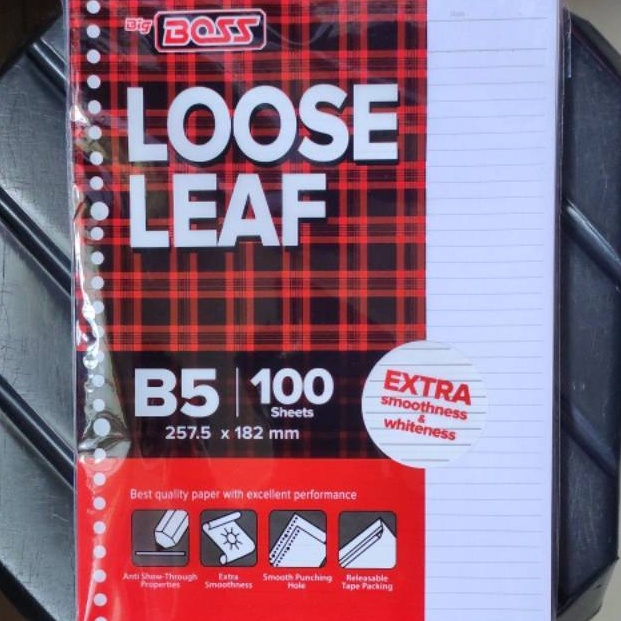 Big BOSS
LOOSE
LEAF
B5 | 100
Sheets
257.5 x 182 mm
EXTRA
smoothness
&
whiteness
Best quality paper with excellent performance
Anti Show-Through
Properties
Extra
Smoothness
Smooth Punching
Hole
Releasable
Tape Packing